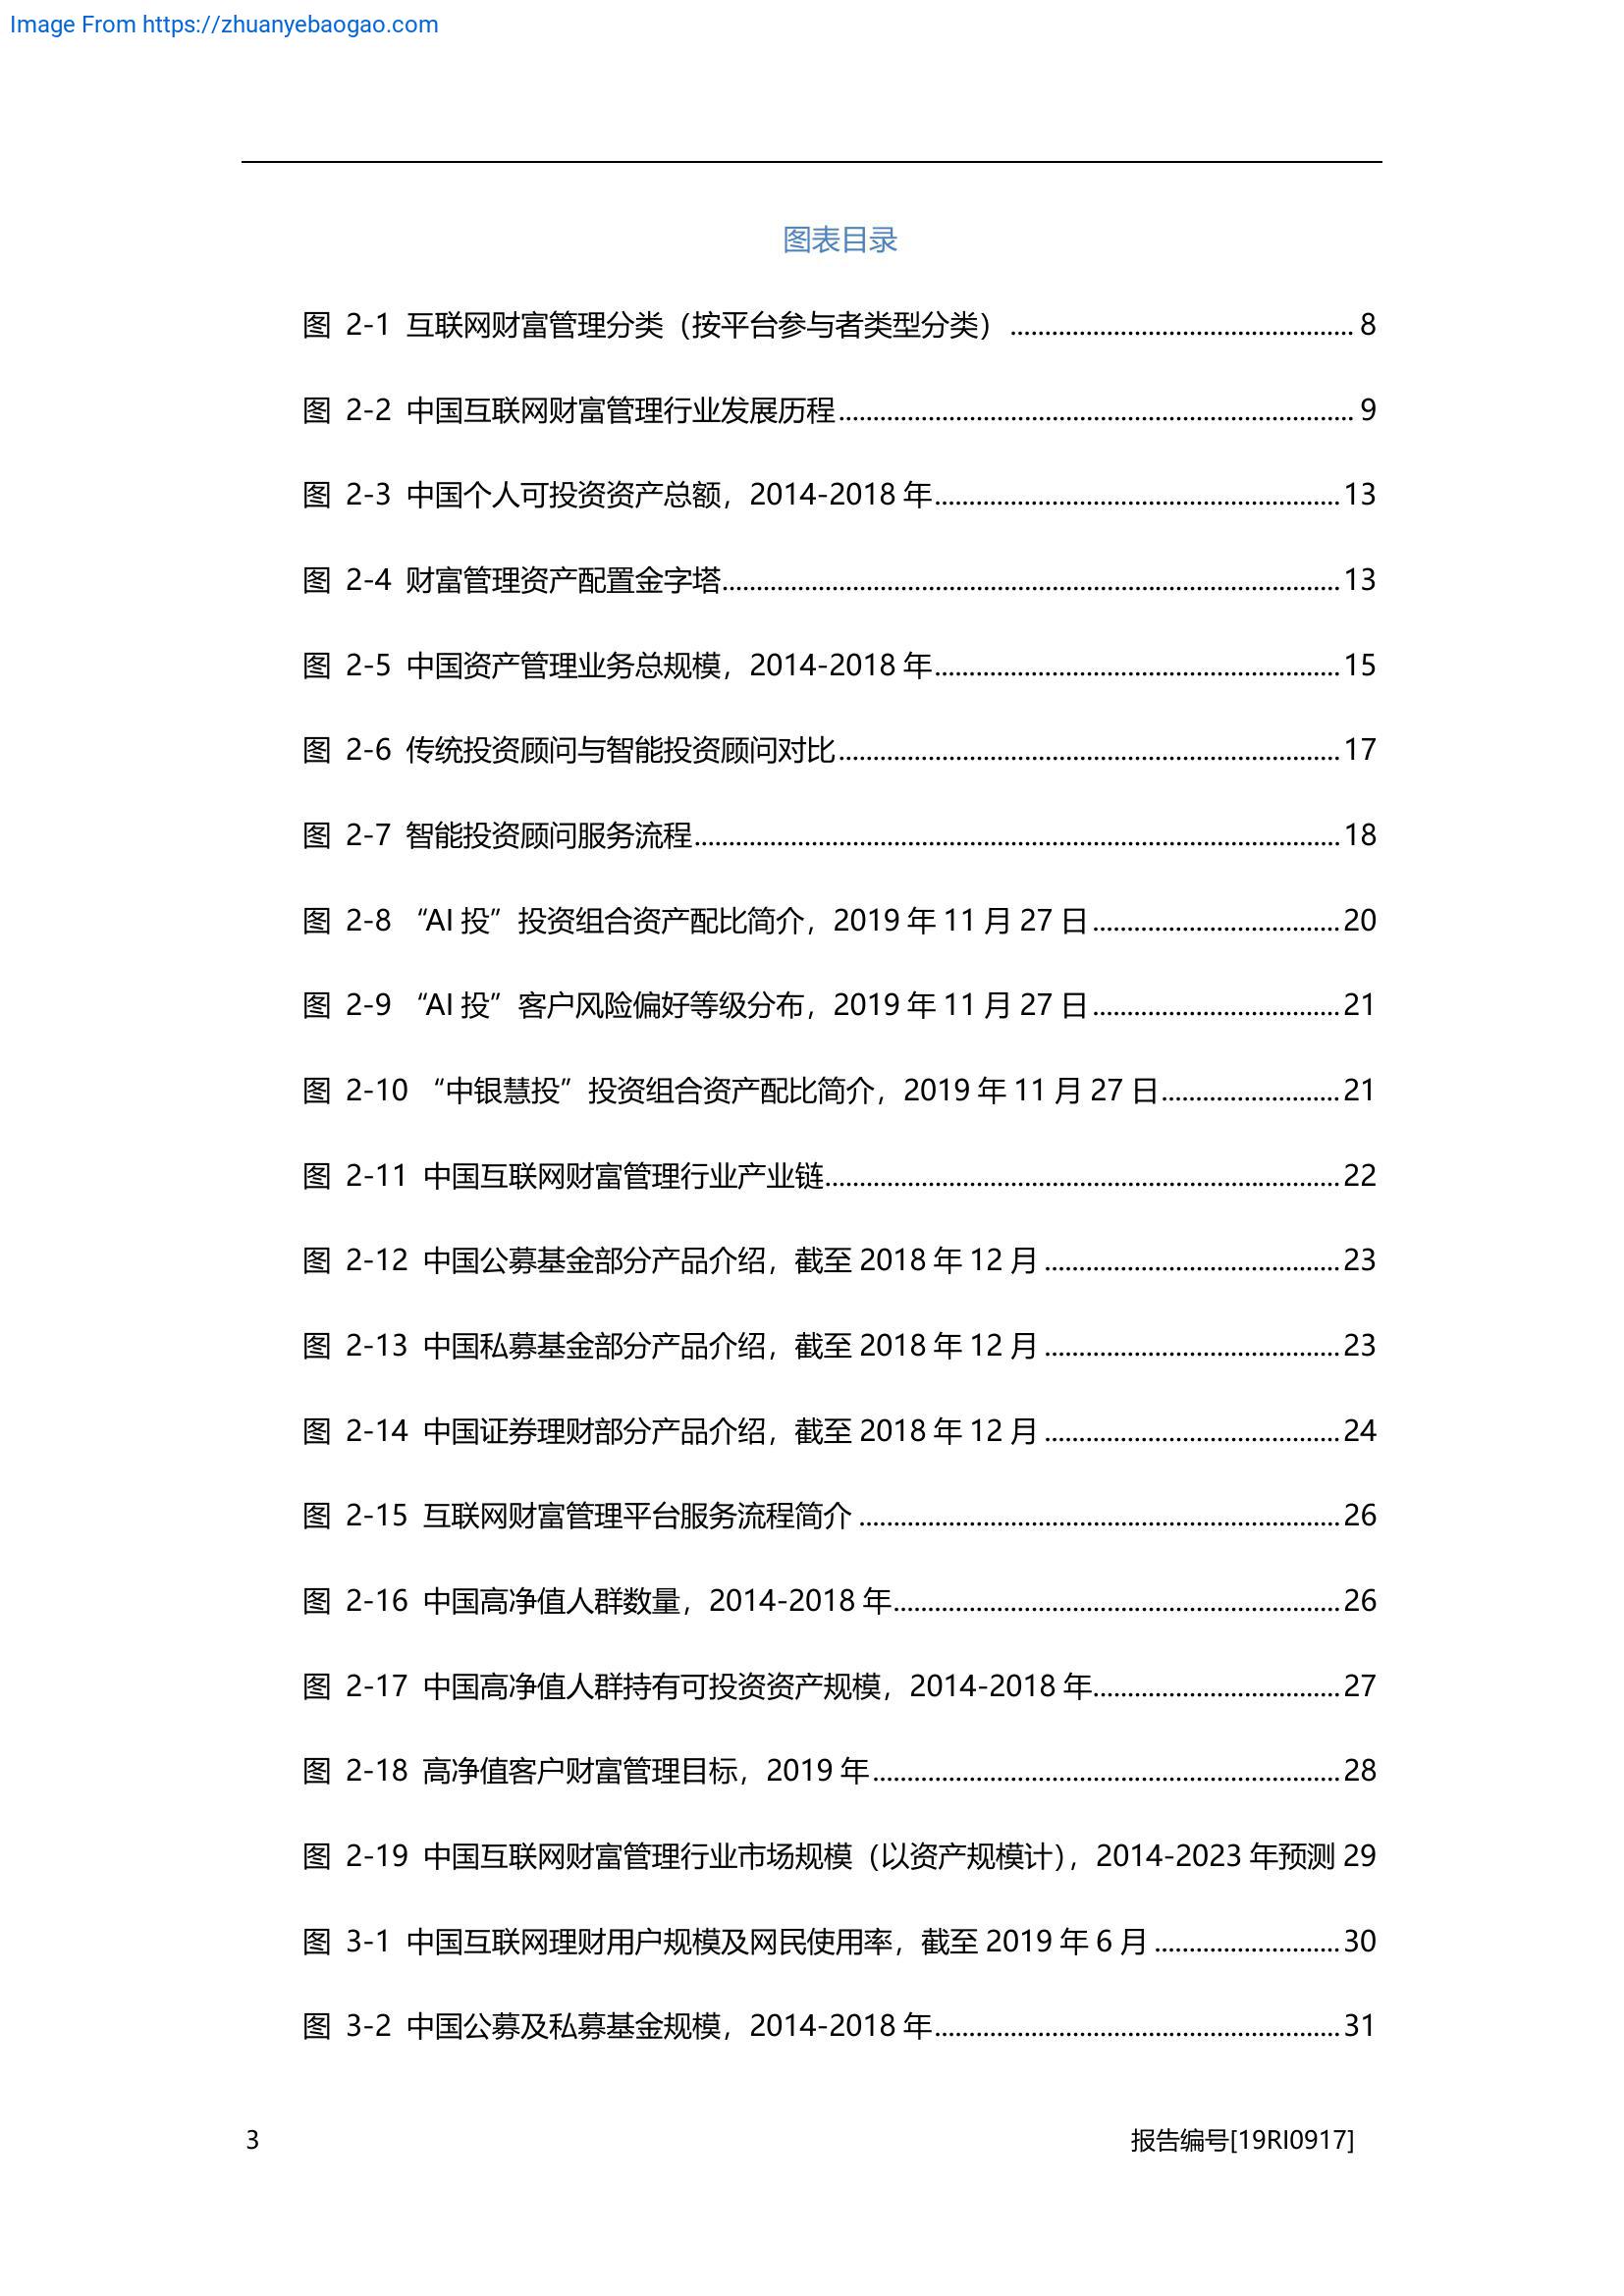 Image From https://zhuanyebaogao.com
图表目录
图 2-1 互联网财富管理分类（按平台参与者类型分类）.................................................. 8
图 2-2 中国互联网财富管理行业发展历程........................................................................... 9
图 2-3 中国个人可投资资产总额，2014-2018 年...........................................................13
图 2-4 财富管理资产配置金字塔..........................................................................................13
图 2-5 中国资产管理业务总规模，2014-2018 年...........................................................15
图 2-6 传统投资顾问与智能投资顾问对比.........................................................................17
图 2-7 智能投资顾问服务流程..............................................................................................18
图 2-8 “AI 投”投资组合资产配比简介，2019 年 11 月 27 日....................................20
图 2-9 “AI 投”客户风险偏好等级分布，2019 年 11 月 27 日....................................21
图 2-10 “中银慧投”投资组合资产配比简介，2019 年 11 月 27 日..........................21
图 2-11 中国互联网财富管理行业产业链...........................................................................22
图 2-12 中国公募基金部分产品介绍，截至 2018 年 12 月...........................................23
图 2-13 中国私募基金部分产品介绍，截至 2018 年 12 月...........................................23
图 2-14 中国证券理财部分产品介绍，截至 2018 年 12 月...........................................24
图 2-15 互联网财富管理平台服务流程简介......................................................................26
图 2-16 中国高净值人群数量，2014-2018 年.................................................................26
图 2-17 中国高净值人群持有可投资资产规模，2014-2018 年....................................27
图 2-18 高净值客户财富管理目标，2019 年....................................................................28
图 2-19 中国互联网财富管理行业市场规模（以资产规模计），2014-2023 年预测 29
图 3-1 中国互联网理财用户规模及网民使用率，截至 2019 年 6 月...........................30
图 3-2 中国公募及私募基金规模，2014-2018 年...........................................................31
3
报告编号[19RI0917]